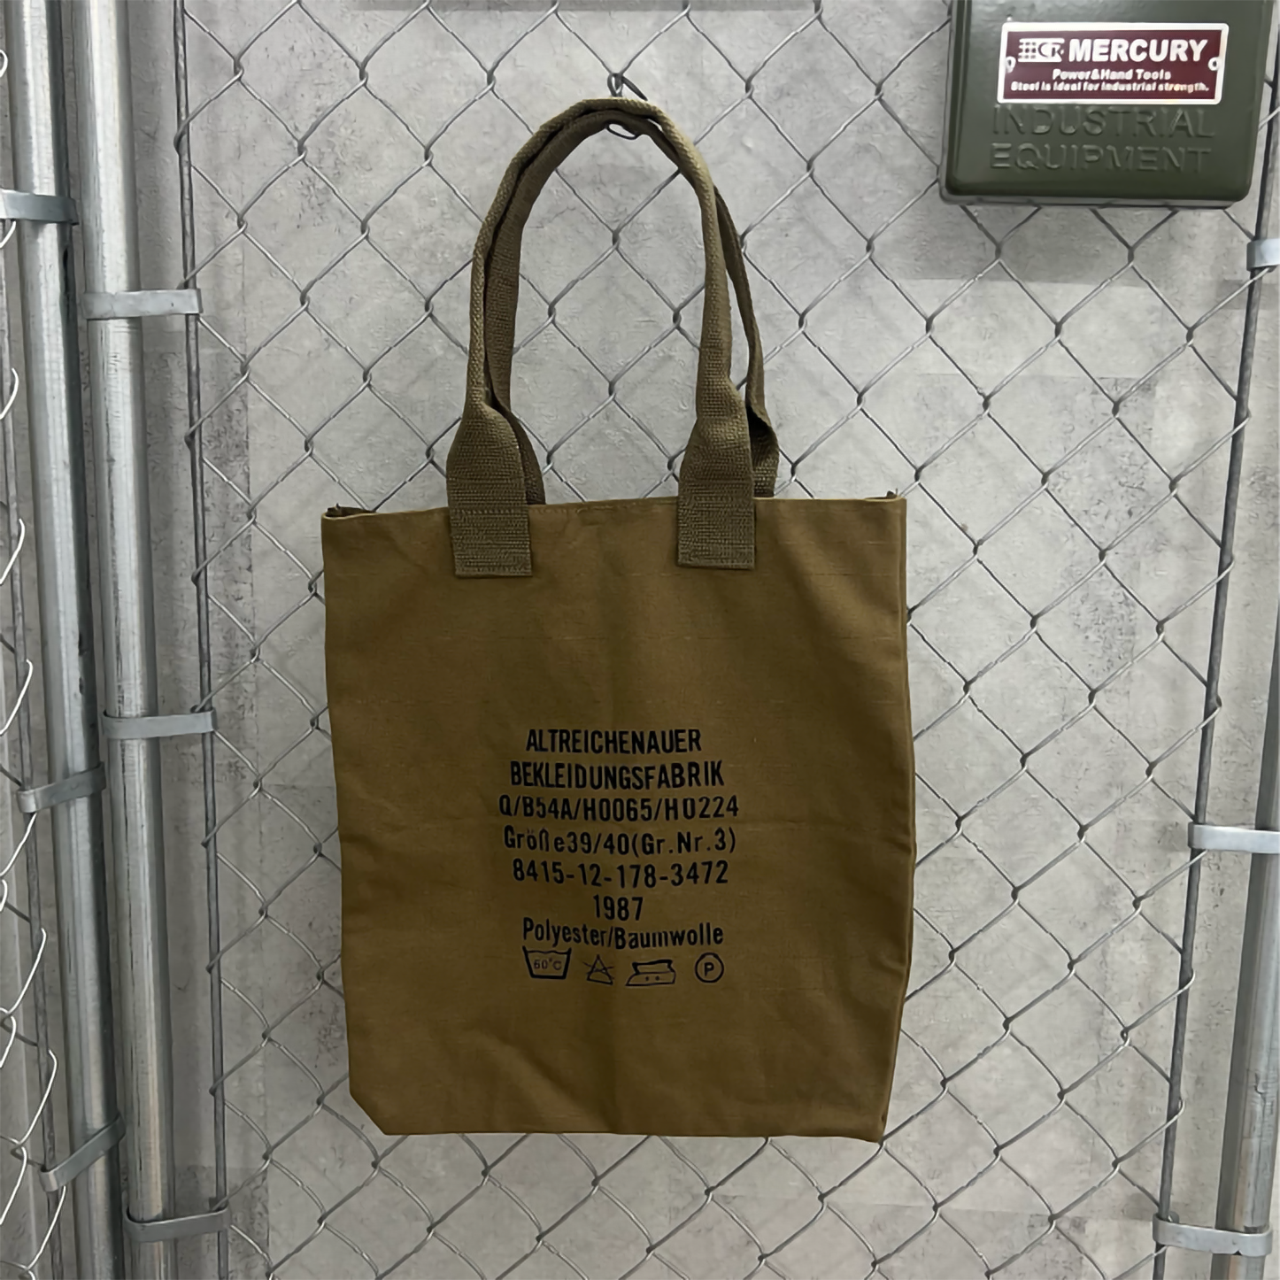 MERCURY
Power&Hand Tools
Steel is ideal for industrial strength.
INDUSTRIAL
EQUIPMENT
ALTREICHENAUER
BEKLEIDUNGSFABRIK
Q/B54A/H0065/H0224
Größe39/40(Gr.Nr.3)
8415-12-178-3472
1987
Polyester/Baumwolle
60°C P